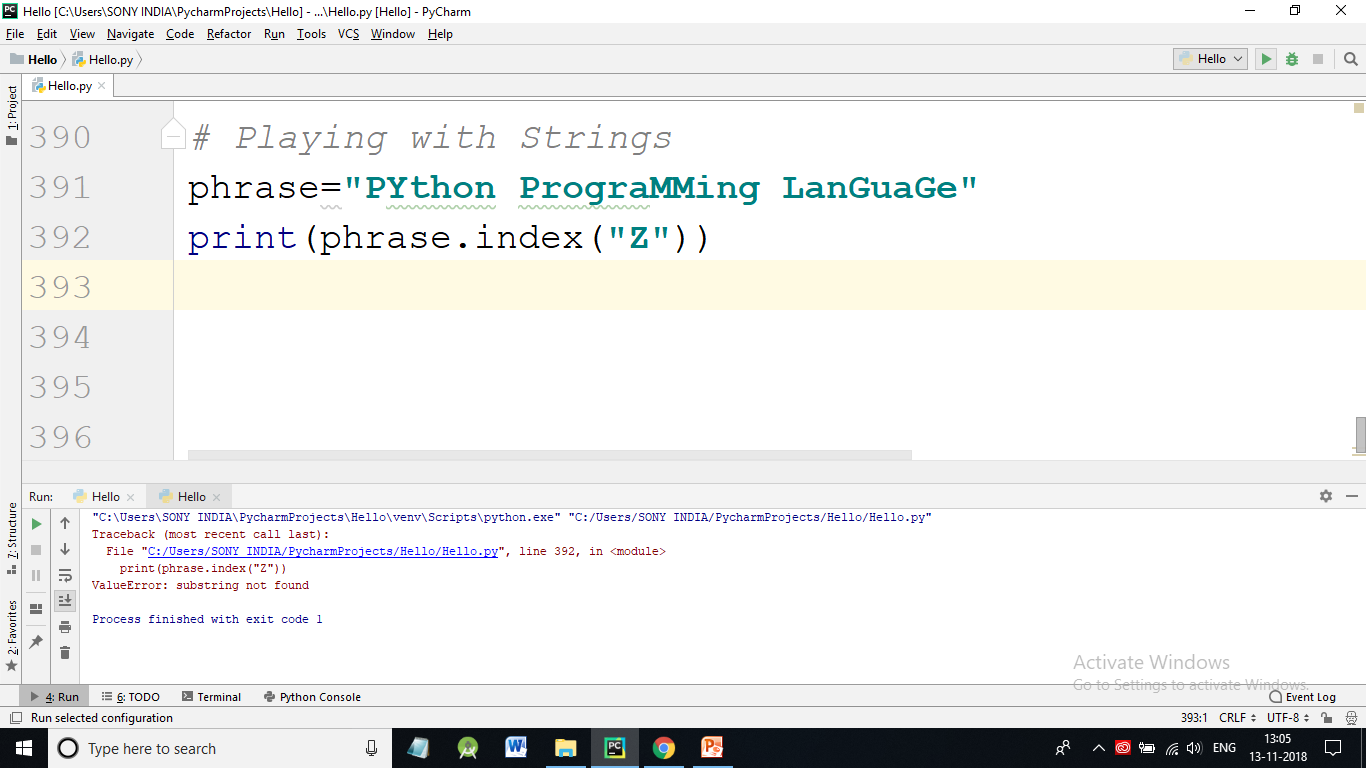 Hello [C:\Users\SONY INDIA\PycharmProjects\Hello] - ...\Hello.py [Hello] - PyCharm
File Edit View Navigate Code Refactor Run Tools VCS Window Help
Hello Hello.py Hello
1: Project
Hello.py
390 # Playing with Strings
391 phrase="PYthon PrograMMing LanGuaGe"
392 print(phrase.index("Z"))
393
394
395
396
Run: Hello Hello
7: Structure
2: Favorites
"C:\Users\SONY INDIA\PycharmProjects\Hello\venv\Scripts\python.exe" "C:/Users/SONY INDIA/PycharmProjects/Hello/Hello.py"
Traceback (most recent call last):
File "C:/Users/SONY INDIA/PycharmProjects/Hello/Hello.py", line 392, in <module>
print(phrase.index("Z"))
ValueError: substring not found
Process finished with exit code 1
Activate Windows
Go to Settings to activate Windows.
4: Run 6: TODO Terminal Python Console Event Log
Run selected configuration 393:1 CRLF UTF-8
Type here to search ENG 13:05
13-11-2018